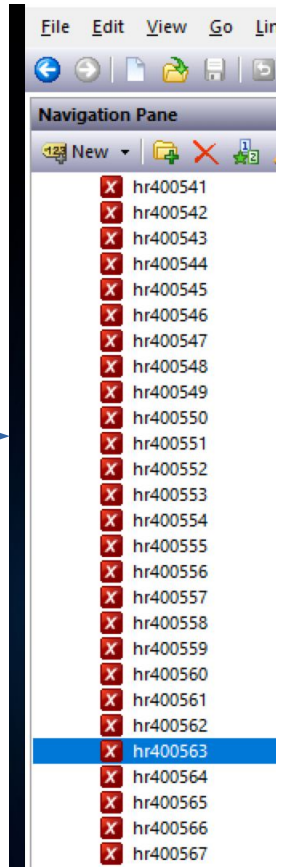 File Edit View Go
Navigation Pane
New
hr400541
hr400542
hr400543
hr400544
hr400545
hr400546
hr400547
hr400548
hr400549
hr400550
hr400551
hr400552
hr400553
hr400554
hr400555
hr400556
hr400557
hr400558
hr400559
hr400560
hr400561
hr400562
hr400563
hr400564
hr400565
hr400566
hr400567